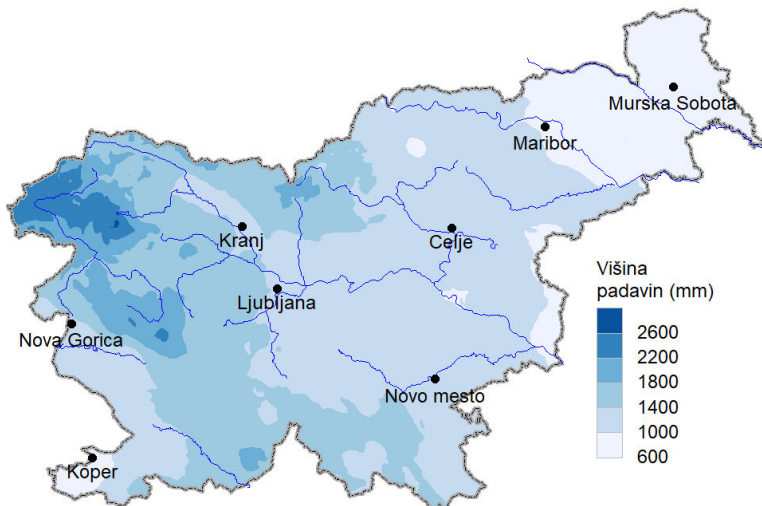 Murska Sobota
Maribor
Kranj
Celje
Ljubljana
Nova Gorica
Novo mesto
Koper
Višina
padavin (mm)
2600
2200
1800
1400
1000
600